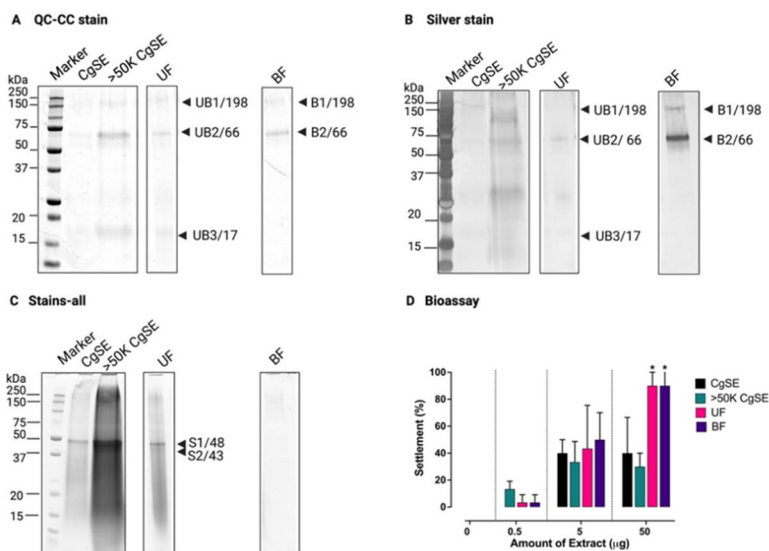 A QC-CC stain
Marker
CgSE
>50K CgSE
UF
BF
kDa
250
150
75
50
37
20
15
UB1/198
UB2/66
UB3/17
B1/198
B2/66
B Silver stain
Marker
CgSE
>50K CgSE
UF
BF
kDa
250
150
75
50
37
20
15
UB1/198
UB2/ 66
UB3/17
B1/198
B2/66
C Stains-all
Marker
CgSE
>50K CgSE
UF
BF
kDa
250
150
75
50
37
20
15
S1/48
S2/43
D Bioassay
Settlement (%)
100
80
60
40
20
0
* *
0 0.5 5 50
Amount of Extract (μg)
CgSE
>50K CgSE
UF
BF